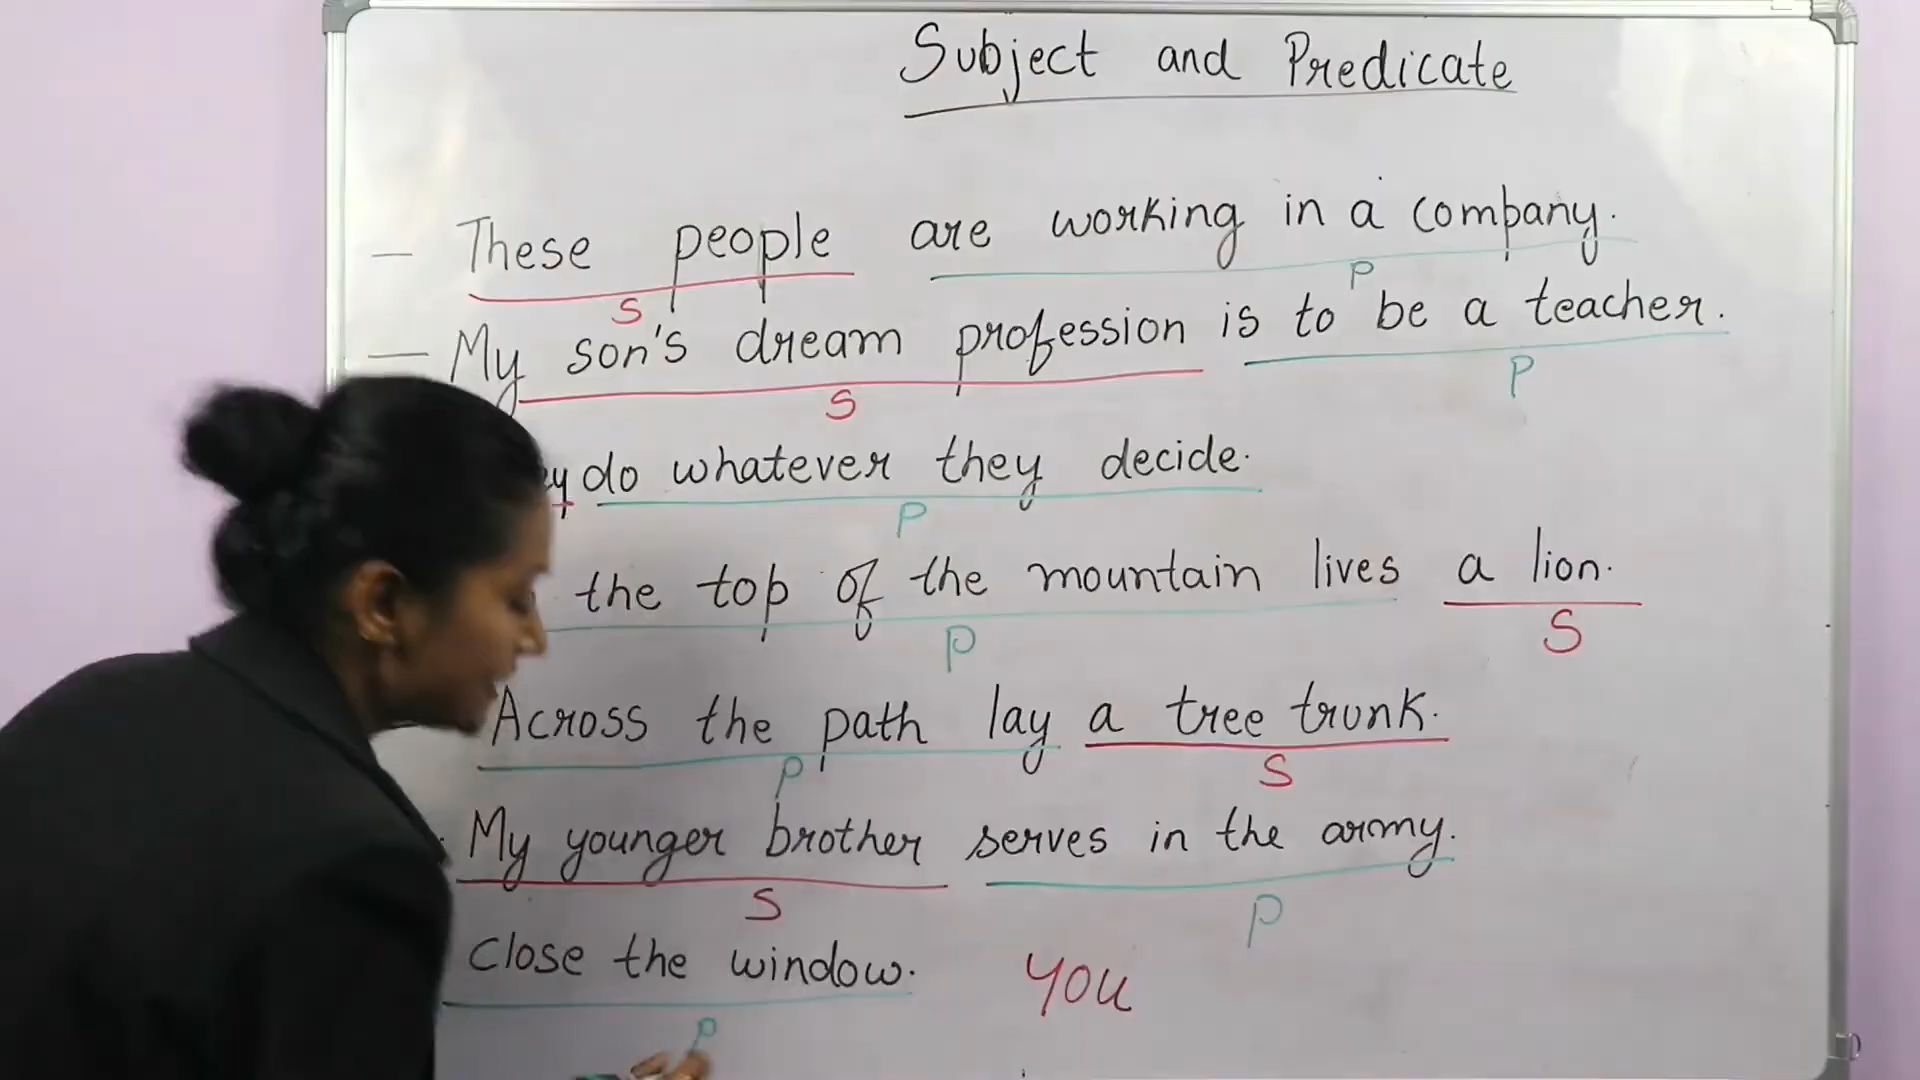 Subject and Predicate
— These people are working in a company.
S P
— My son's dream profession is to be a teacher.
S P
do whatever they decide.
P
the top of the mountain lives a lion.
P S
Across the path lay a tree trunk.
P S
My younger brother serves in the army.
S P
Close the window. YOU
P